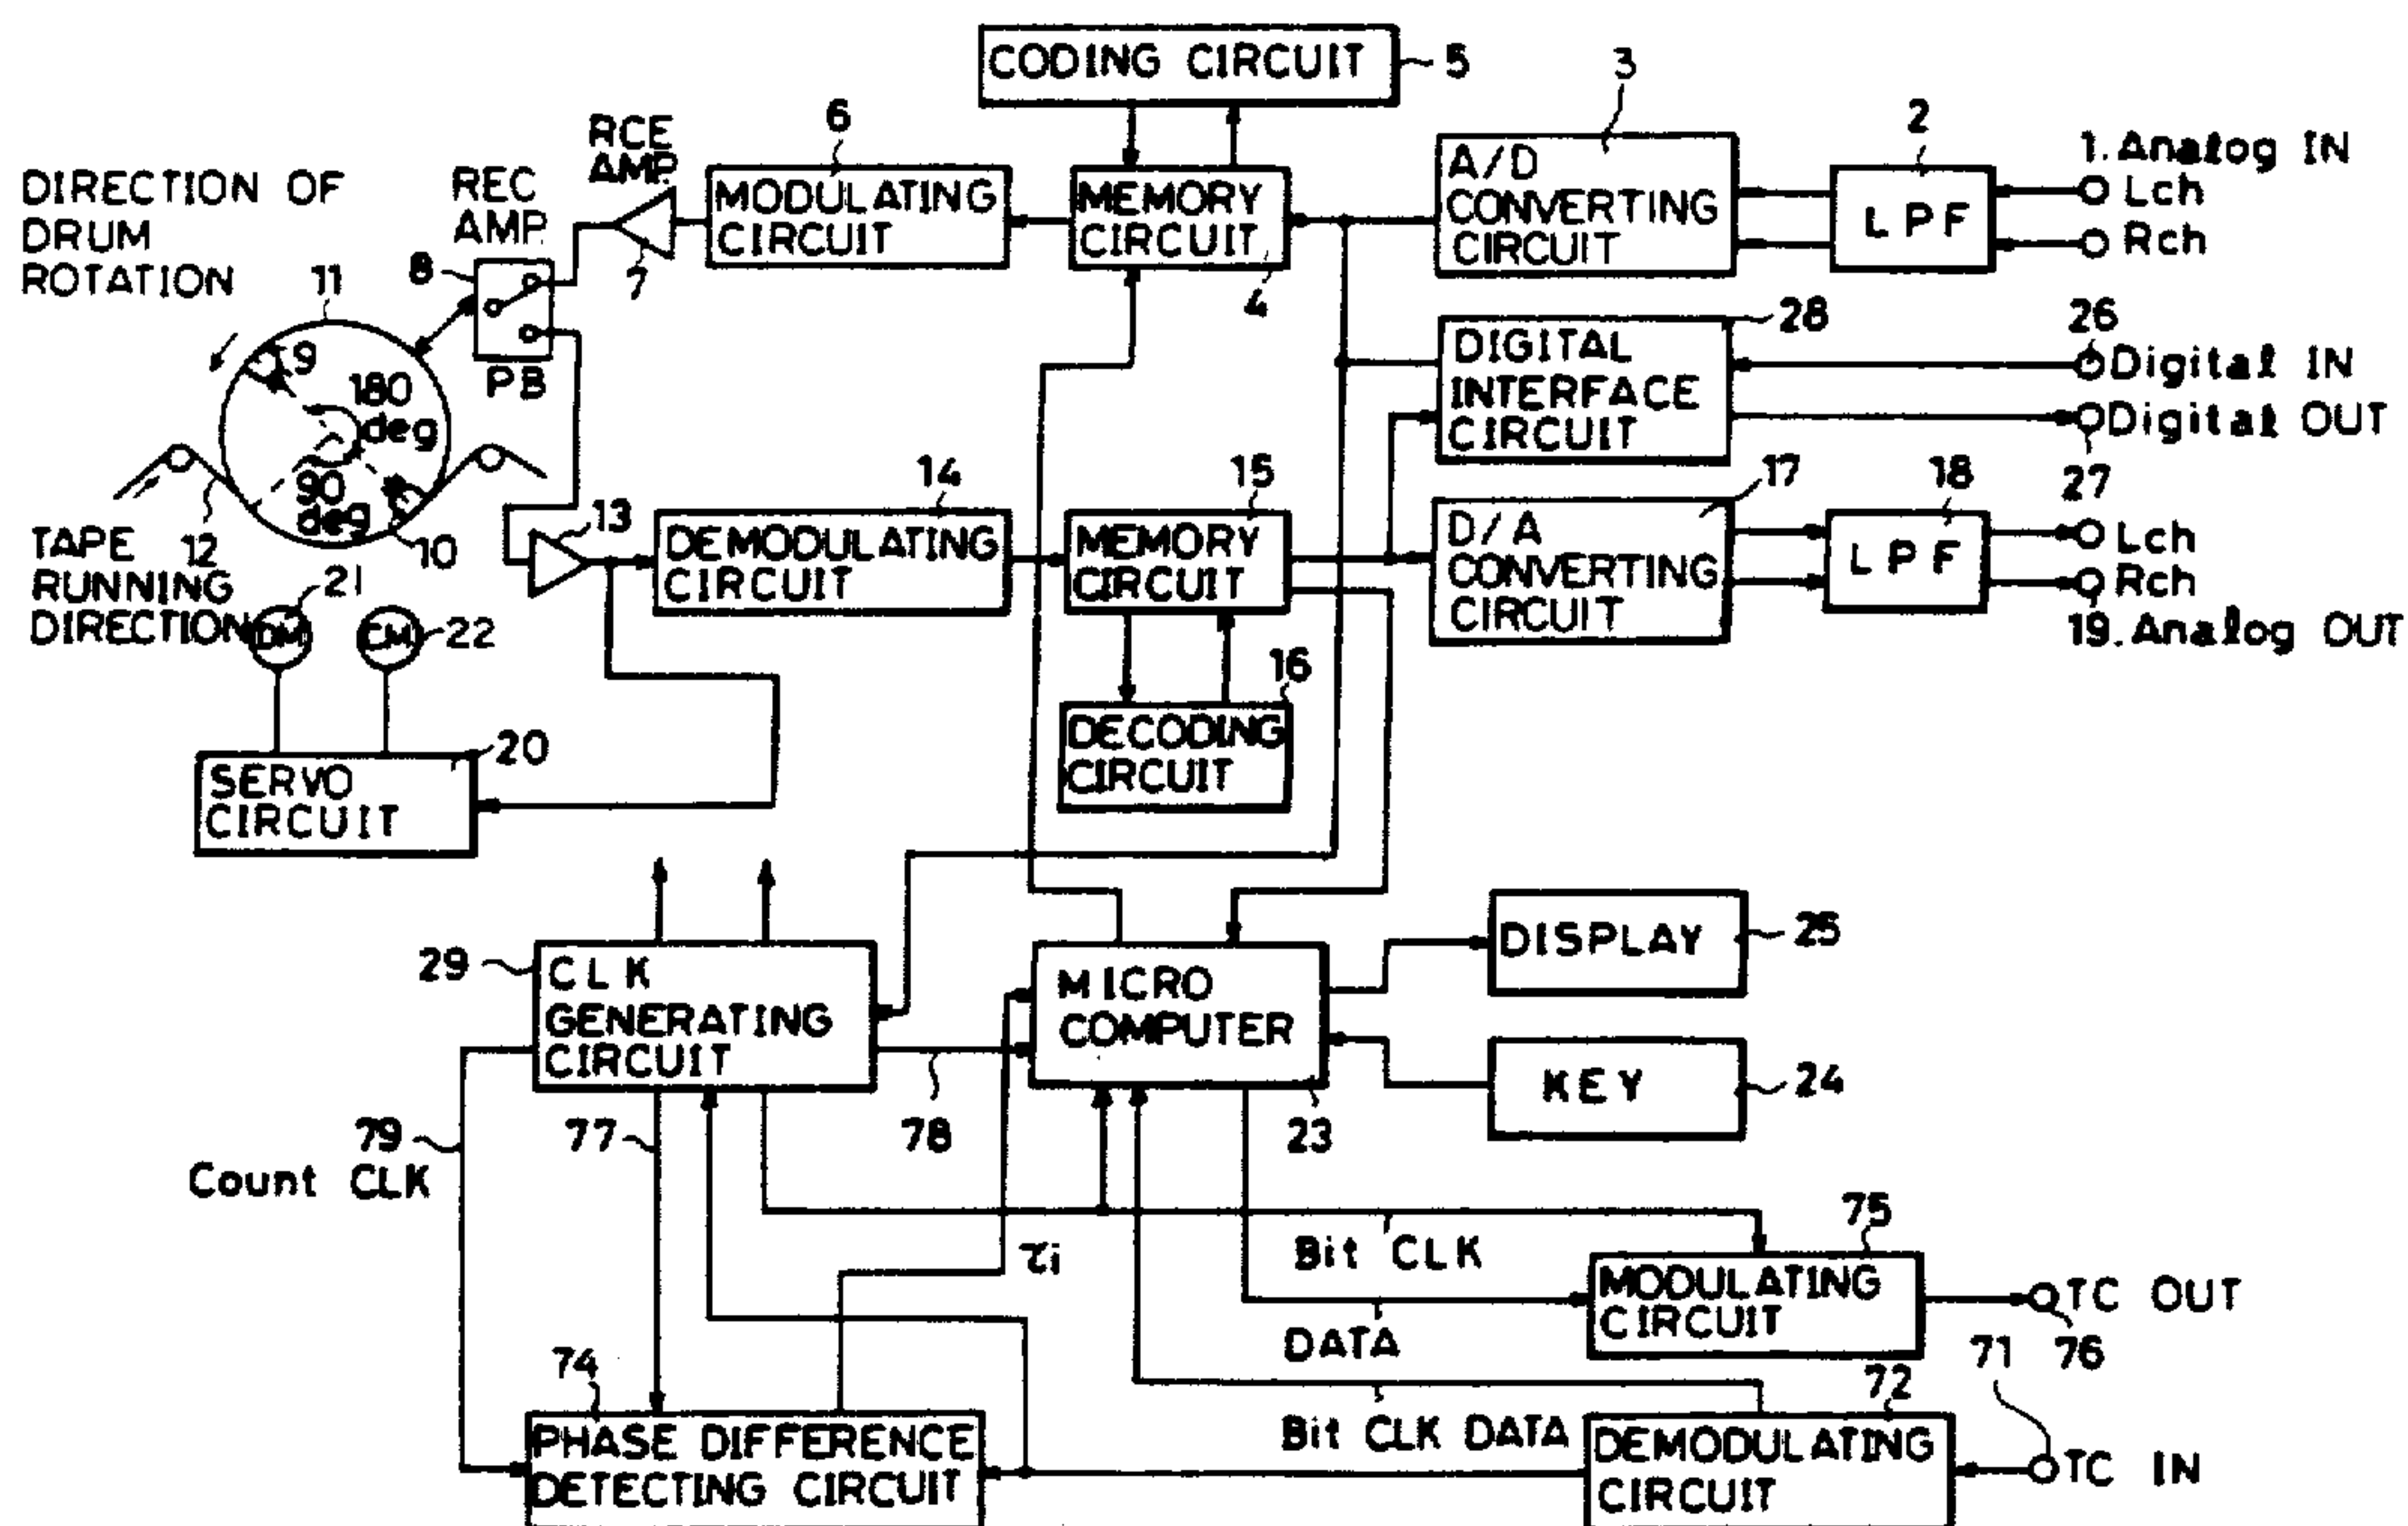 CODING CIRCUIT
5
3
6
2
RCE
AMP.
1. Analog IN
DIRECTION OF
DRUM
ROTATION
REC
AMP.
MODULATING
CIRCUIT
MEMORY
CIRCUIT
A/D
CONVERTING
CIRCUIT
LPF
Lch
Rch
11
8
7
4
28
26
9
180
deg
PB
DIGITAL
INTERFACE
CIRCUIT
Digital IN
Digital OUT
90
deg
14
15
17
18
27
TAPE
RUNNING
DIRECTION
12
10
13
DEMODULATING
CIRCUIT
MEMORY
CIRCUIT
D/A
CONVERTING
CIRCUIT
LPF
Lch
Rch
19. Analog OUT
DM
21
CM
22
16
DECODING
CIRCUIT
20
SERVO
CIRCUIT
29
CLK
GENERATING
CIRCUIT
MICRO
COMPUTER
DISPLAY
25
KEY
24
79
Count CLK
77
78
23
75
τi
Bit CLK
MODULATING
CIRCUIT
TC OUT
DATA
74
71
76
72
PHASE DIFFERENCE
DETECTING CIRCUIT
Bit CLK DATA
DEMODULATING
CIRCUIT
TC IN